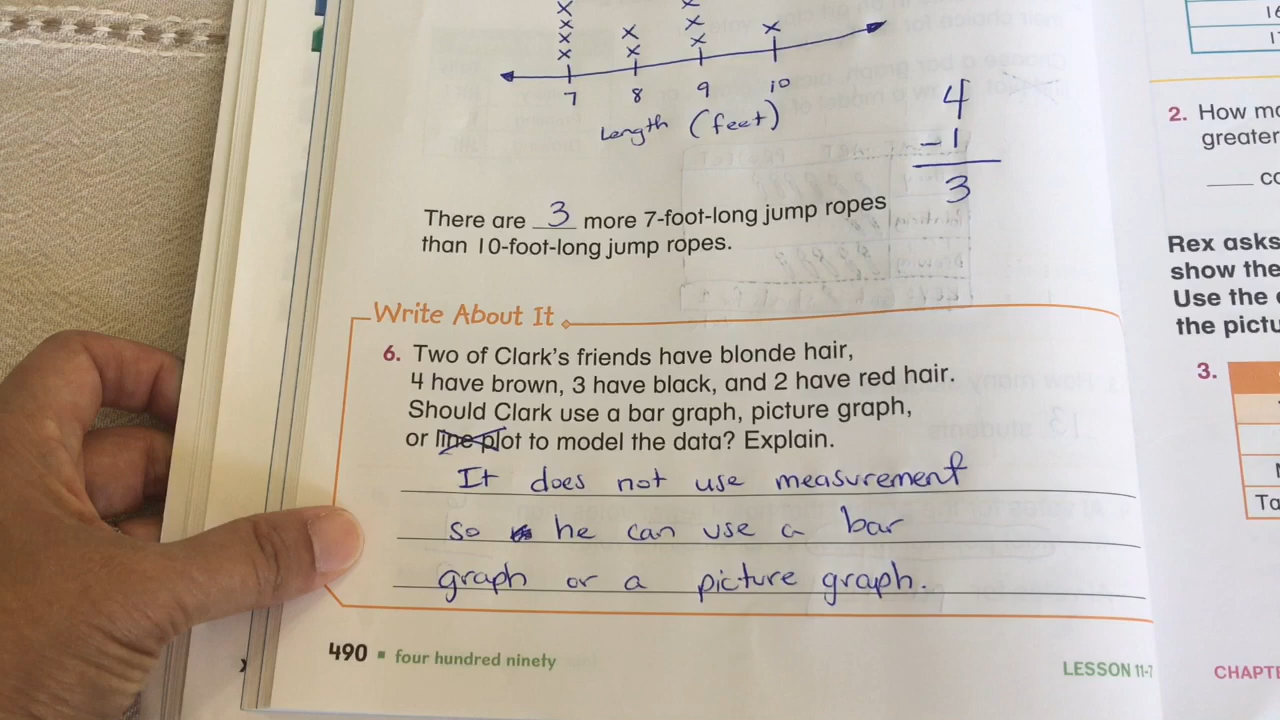 x x x
x x x
x x x x
x x x x
7 8 9 10
Length (feet)
4
- 1
3
There are 3 more 7-foot-long jump ropes
than 10-foot-long jump ropes.
Write About It
6. Two of Clark's friends have blonde hair,
4 have brown, 3 have black, and 2 have red hair.
Should Clark use a bar graph, picture graph,
or line plot to model the data? Explain.
It does not use measurement
so he can use a bar
graph or a picture graph.
490 ▪ four hundred ninety
LESSON 11-7
16
2. How
greater
Rex asks
show the
Use the
the
3.
CHAPTE